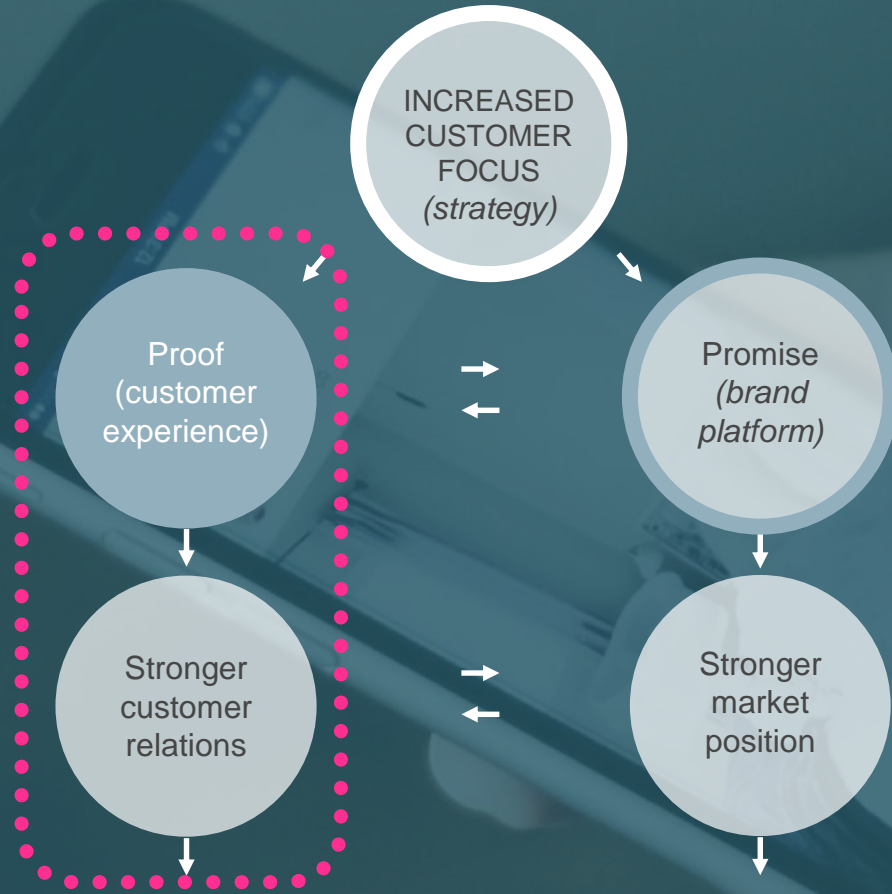 INCREASED
CUSTOMER
FOCUS
(strategy)
Proof
(customer
experience)
Promise
(brand
platform)
Stronger
customer
relations
Stronger
market
position